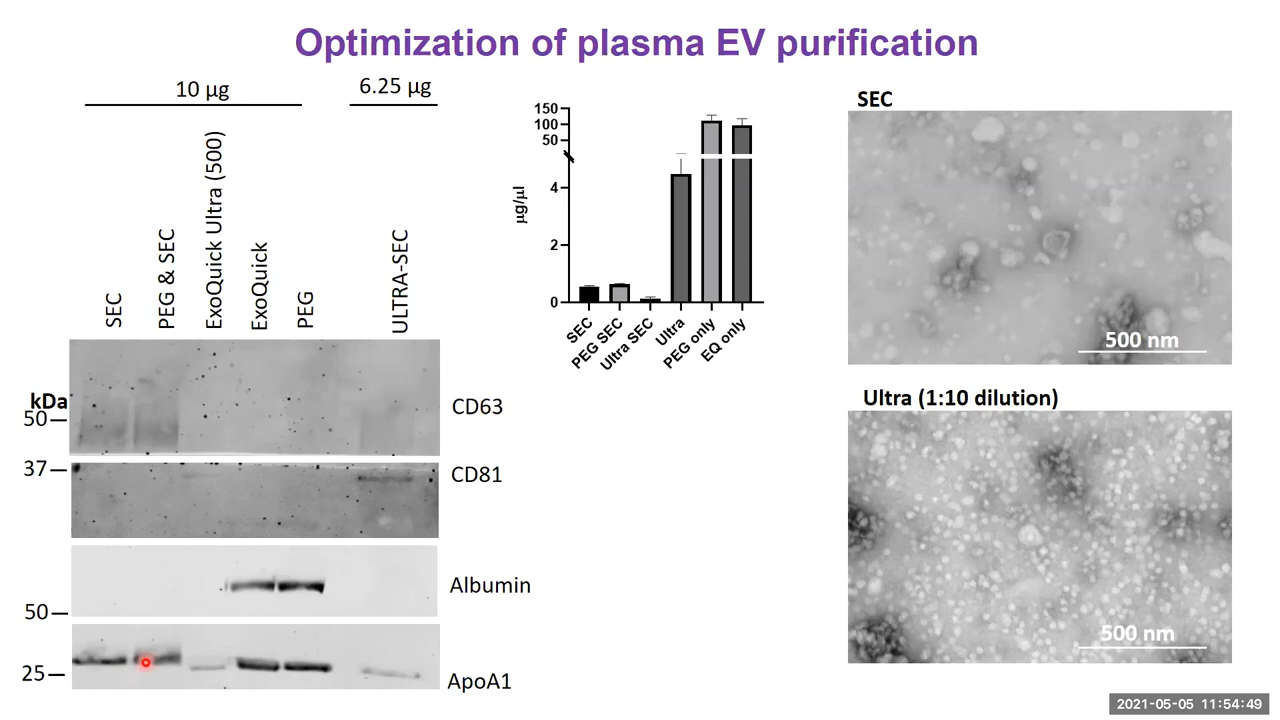 Optimization of plasma EV purification
10 µg
6.25 µg
SEC
PEG & SEC
ExoQuick Ultra (500)
ExoQuick
PEG
ULTRA-SEC
kDa
50
37
50
25
CD63
CD81
Albumin
ApoA1
150
100
50
4
2
0
µg/µl
SEC
PEG SEC
Ultra SEC
Ultra
PEG only
EQ only
SEC
500 nm
Ultra (1:10 dilution)
500 nm
2021-05-05 11:54:49